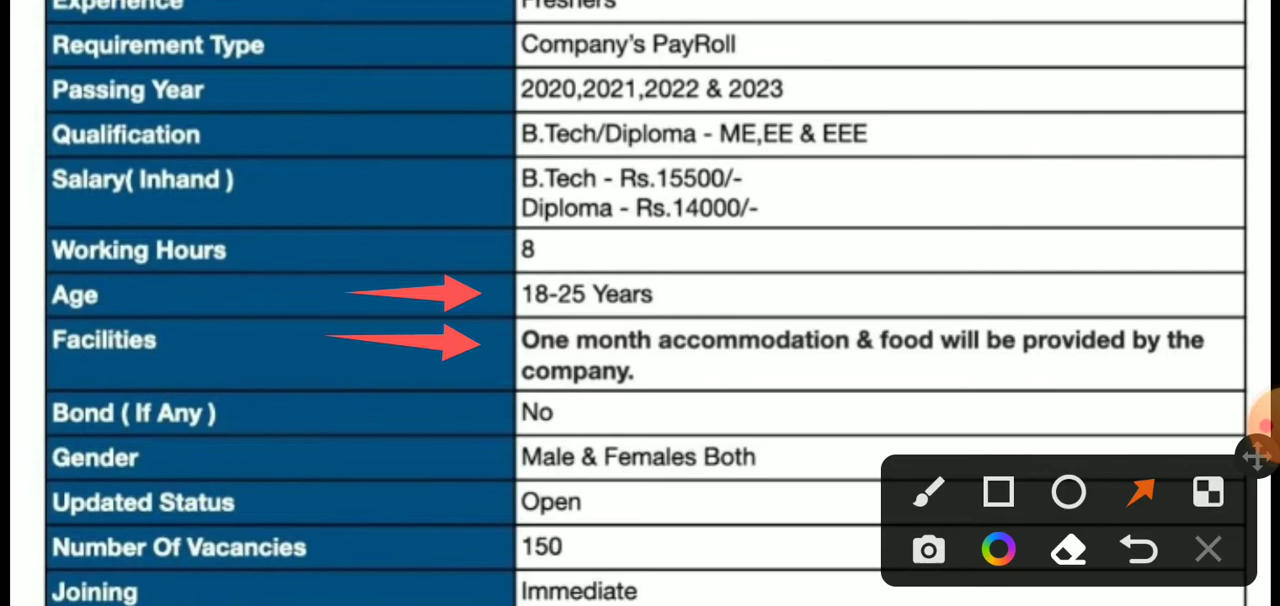 Experience Freshers
Requirement Type Company's PayRoll
Passing Year 2020,2021,2022 & 2023
Qualification B.Tech/Diploma - ME,EE & EEE
Salary( Inhand ) B.Tech - Rs.15500/-
Diploma - Rs.14000/-
Working Hours 8
Age 18-25 Years
Facilities One month accommodation & food will be provided by the
company.
Bond ( If Any ) No
Gender Male & Females Both
Updated Status Open
Number Of Vacancies 150
Joining Immediate